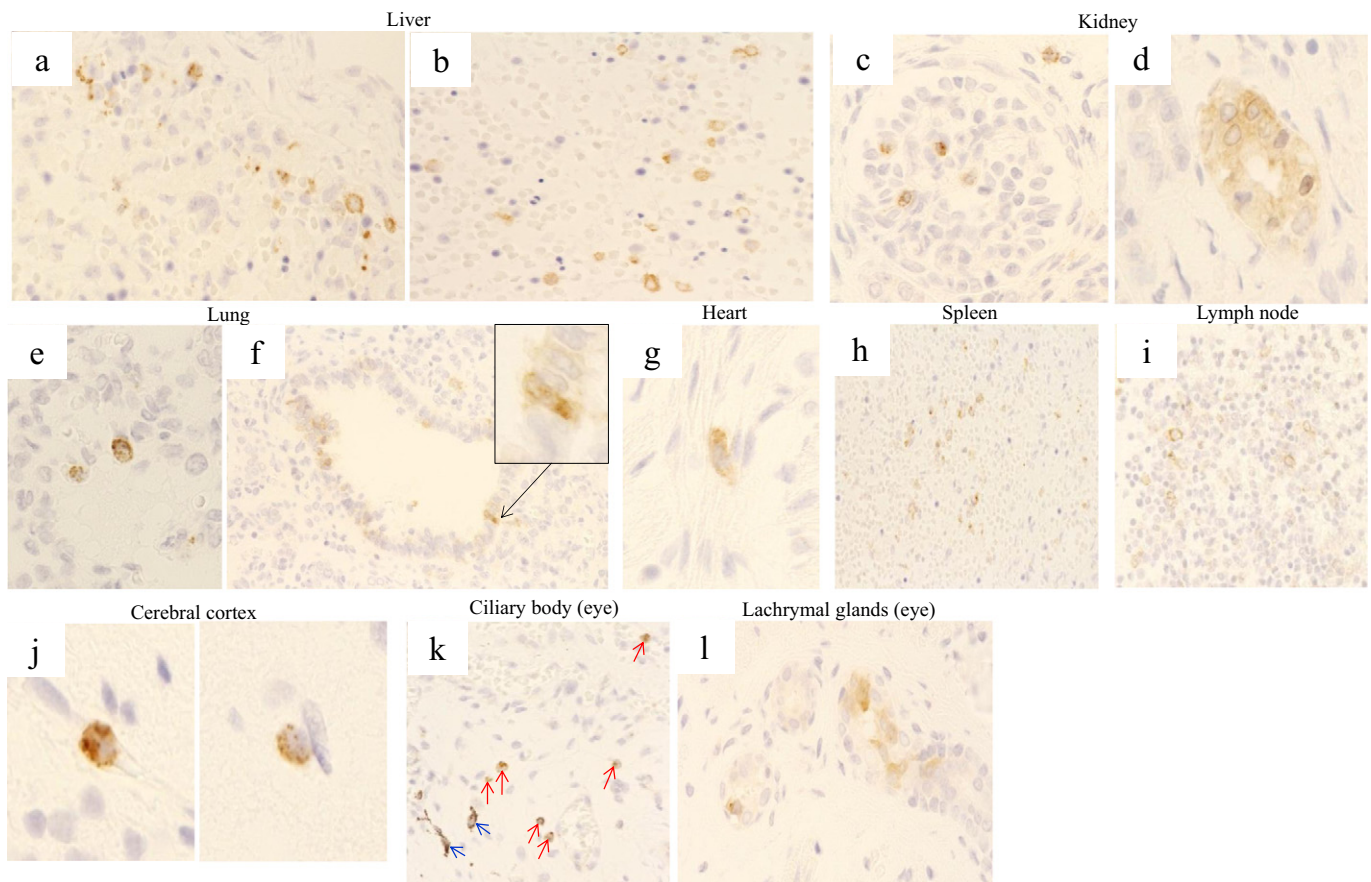 Liver
Kidney
a
b
c
d
Lung
Heart
Spleen
Lymph node
e
f
g
h
i
Cerebral cortex
Ciliary body (eye)
Lachrymal glands (eye)
j
k
l